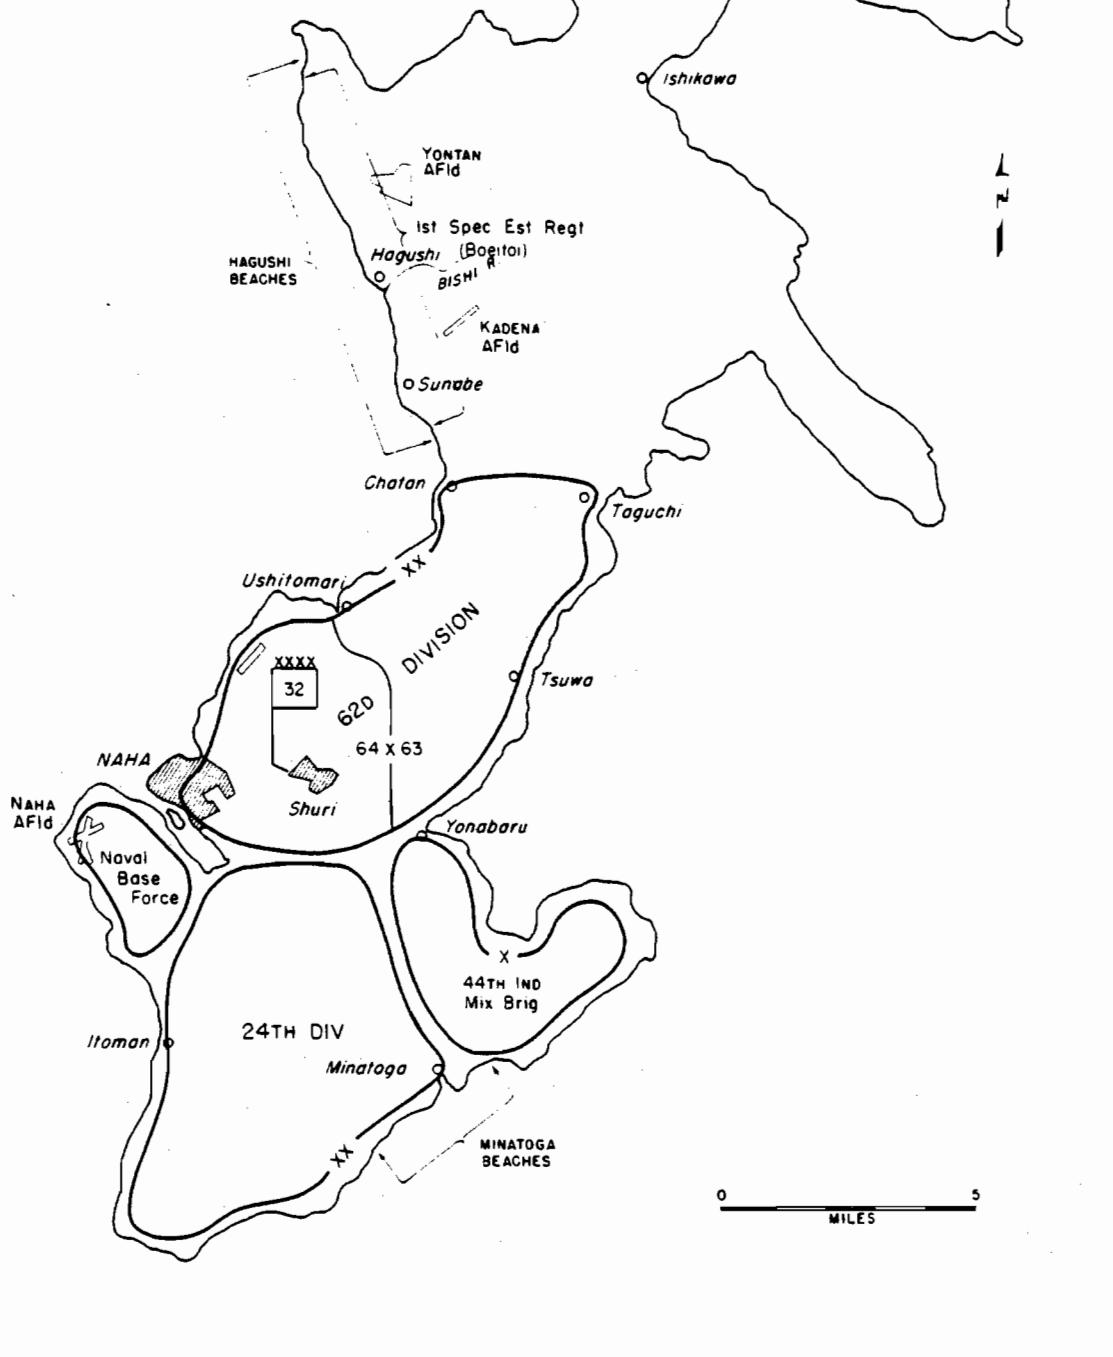 Ishikawa
YONTAN
AFld
N
1st Spec Est Regt
(Boeitoi)
Hagushi
BISHI R.
HAGUSHI
BEACHES
KADENA
AFld
Sunabe
Chatan
Taguchi
XX
Ushitomari
DIVISION
XXXX
32
62D
Tsuwa
64 X 63
NAHA
Shuri
NAHA
AFld
Yonabaru
Naval
Base
Force
X
44TH IND
Mix Brig
24TH DIV
Itoman
Minatoga
MINATOGA
BEACHES
XX
0 5
MILES